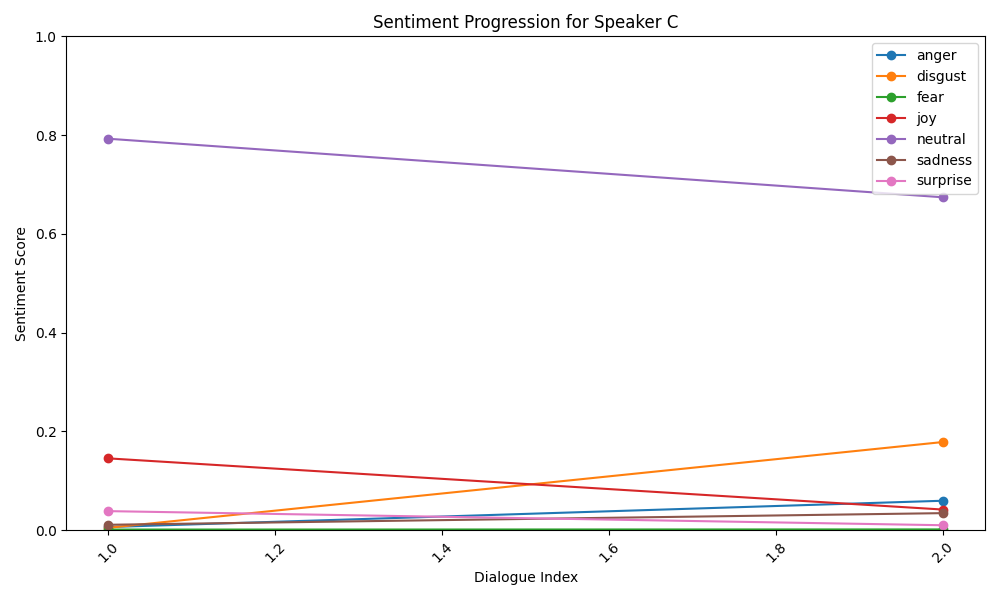 Sentiment Progression for Speaker C
1.0
0.8
0.6
0.4
0.2
0.0
Sentiment Score
anger
disgust
fear
joy
neutral
sadness
surprise
1.0 1.2 1.4 1.6 1.8 2.0
Dialogue Index